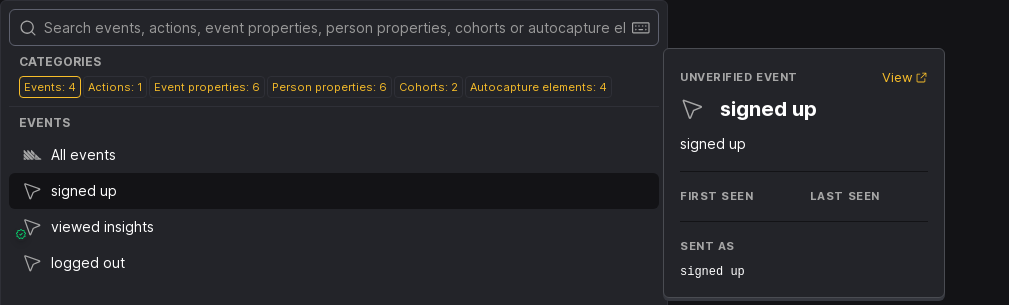 Search events, actions, event properties, person properties, cohorts or autocapture el
CATEGORIES
Events: 4 Actions: 1 Event properties: 6 Person properties: 6 Cohorts: 2 Autocapture elements: 4
EVENTS
All events
signed up
viewed insights
logged out
UNVERIFIED EVENT View
signed up
signed up
FIRST SEEN LAST SEEN
SENT AS
signed up